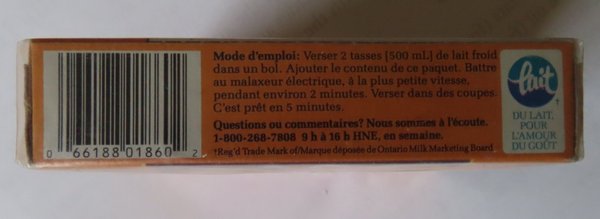 Mode d'emploi: Verser 2 tasses [500 mL] de lait froid
dans un bol. Ajouter le contenu de ce paquet. Battre
au malaxeur électrique, à la plus petite vitesse,
pendant environ 2 minutes. Verser dans des coupes.
C'est prêt en 5 minutes.
Questions ou commentaires? Nous sommes à l'écoute.
1-800-268-7808 9 h à 16 h HNE, en semaine.
†Reg'd Trade Mark of/Marque déposée de Ontario Milk Marketing Board
0 66188 01860 2
lait
†
DU LAIT,
POUR
L'AMOUR
DU GOÛT